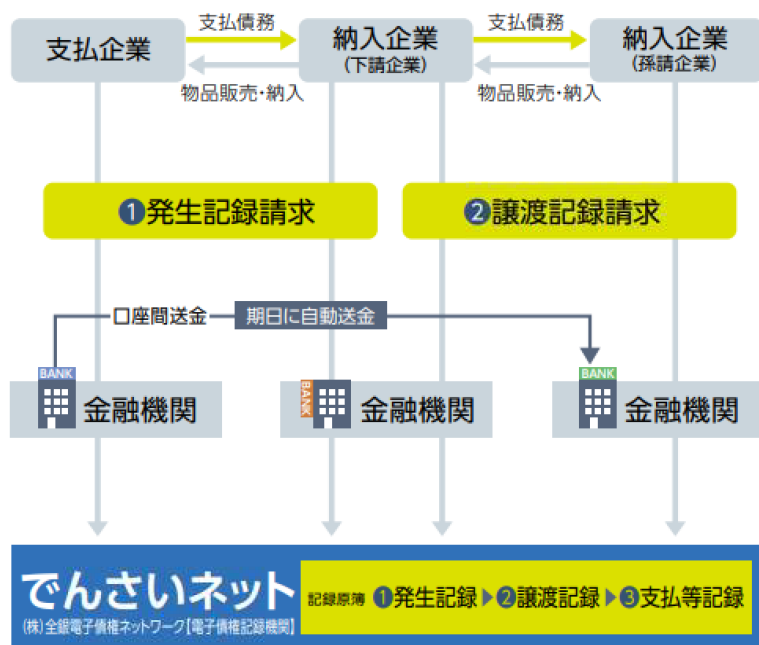 支払企業
支払債務
納入企業
(下請企業)
支払債務
納入企業
(孫請企業)
物品販売・納入
物品販売・納入
❶発生記録請求
❷譲渡記録請求
口座間送金
期日に自動送金
BANK
金融機関
BANK
金融機関
BANK
金融機関
でんさいネット
(株)全銀電子債権ネットワーク【電子債権記録機関】
記録原簿 ❶発生記録▶❷譲渡記録▶❸支払等記録